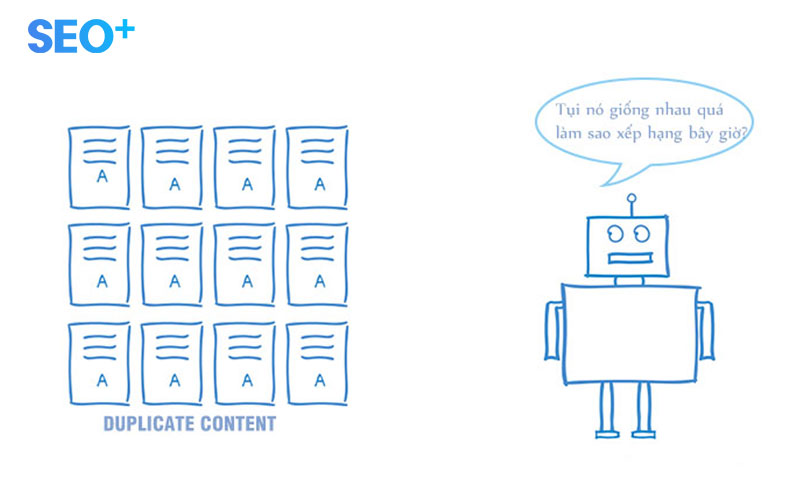 SEO+
Tụi nó giống nhau quá
làm sao xếp hạng bây giờ?
A A A A
A A A A
A A A A
DUPLICATE CONTENT